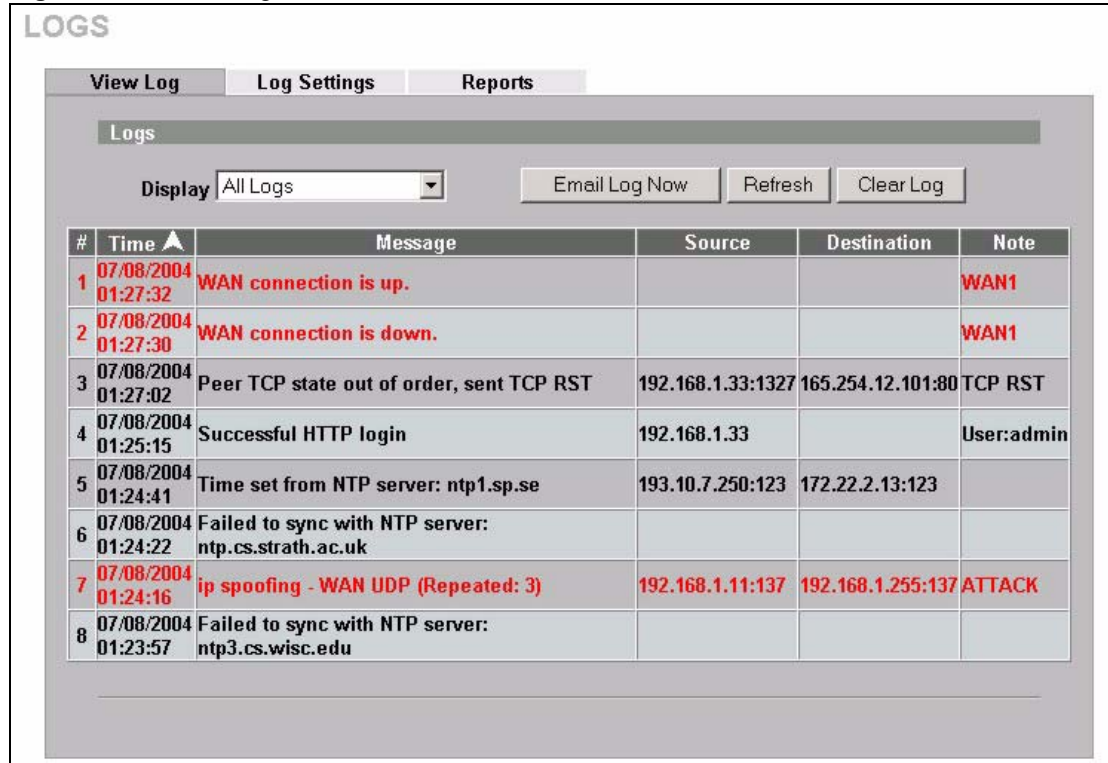 LOGS
View Log Log Settings Reports
Logs
Display All Logs Email Log Now Refresh Clear Log
# Time Message Source Destination Note
1 07/08/2004 01:27:32 WAN connection is up. WAN1
2 07/08/2004 01:27:30 WAN connection is down. WAN1
3 07/08/2004 01:27:02 Peer TCP state out of order, sent TCP RST 192.168.1.33:1327 165.254.12.101:80 TCP RST
4 07/08/2004 01:25:15 Successful HTTP login 192.168.1.33 User:admin
5 07/08/2004 01:24:41 Time set from NTP server: ntp1.sp.se 193.10.7.250:123 172.22.2.13:123
6 07/08/2004 01:24:22 Failed to sync with NTP server: ntp.cs.strath.ac.uk
7 07/08/2004 01:24:16 ip spoofing - WAN UDP (Repeated: 3) 192.168.1.11:137 192.168.1.255:137 ATTACK
8 07/08/2004 01:23:57 Failed to sync with NTP server: ntp3.cs.wisc.edu